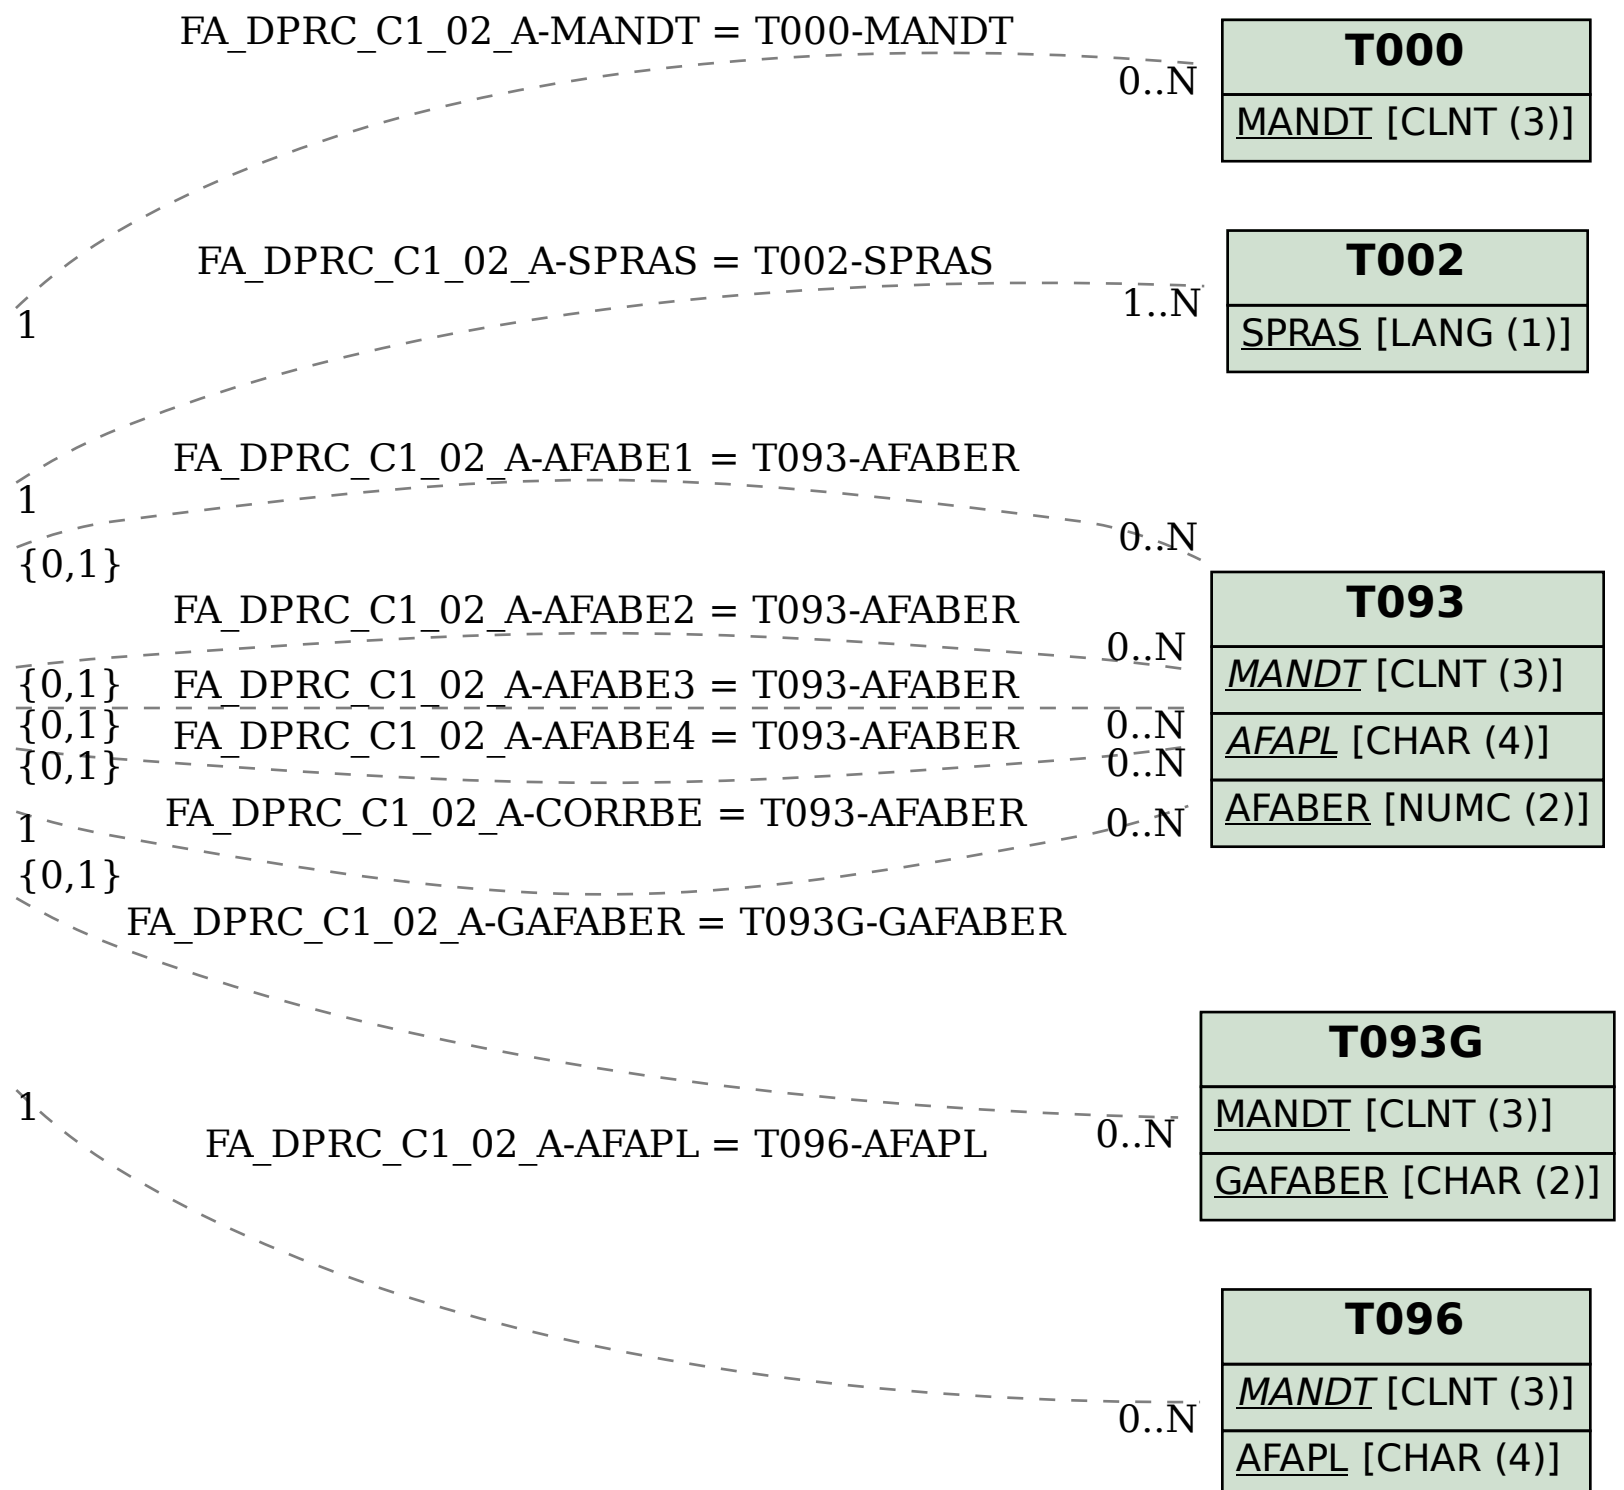 FA_DPRC_C1_02_A-MANDT = T000-MANDT
0..N
1
T000
MANDT [CLNT (3)]
FA_DPRC_C1_02_A-SPRAS = T002-SPRAS
1..N
1
T002
SPRAS [LANG (1)]
FA_DPRC_C1_02_A-AFABE1 = T093-AFABER
0..N
{0,1}
FA_DPRC_C1_02_A-AFABE2 = T093-AFABER
0..N
{0,1}
FA_DPRC_C1_02_A-AFABE3 = T093-AFABER
0..N
{0,1}
FA_DPRC_C1_02_A-AFABE4 = T093-AFABER
0..N
{0,1}
FA_DPRC_C1_02_A-CORRBE = T093-AFABER
0..N
1
T093
MANDT [CLNT (3)]
AFAPL [CHAR (4)]
AFABER [NUMC (2)]
{0,1}
FA_DPRC_C1_02_A-GAFABER = T093G-GAFABER
0..N
T093G
MANDT [CLNT (3)]
GAFABER [CHAR (2)]
1
FA_DPRC_C1_02_A-AFAPL = T096-AFAPL
0..N
T096
MANDT [CLNT (3)]
AFAPL [CHAR (4)]